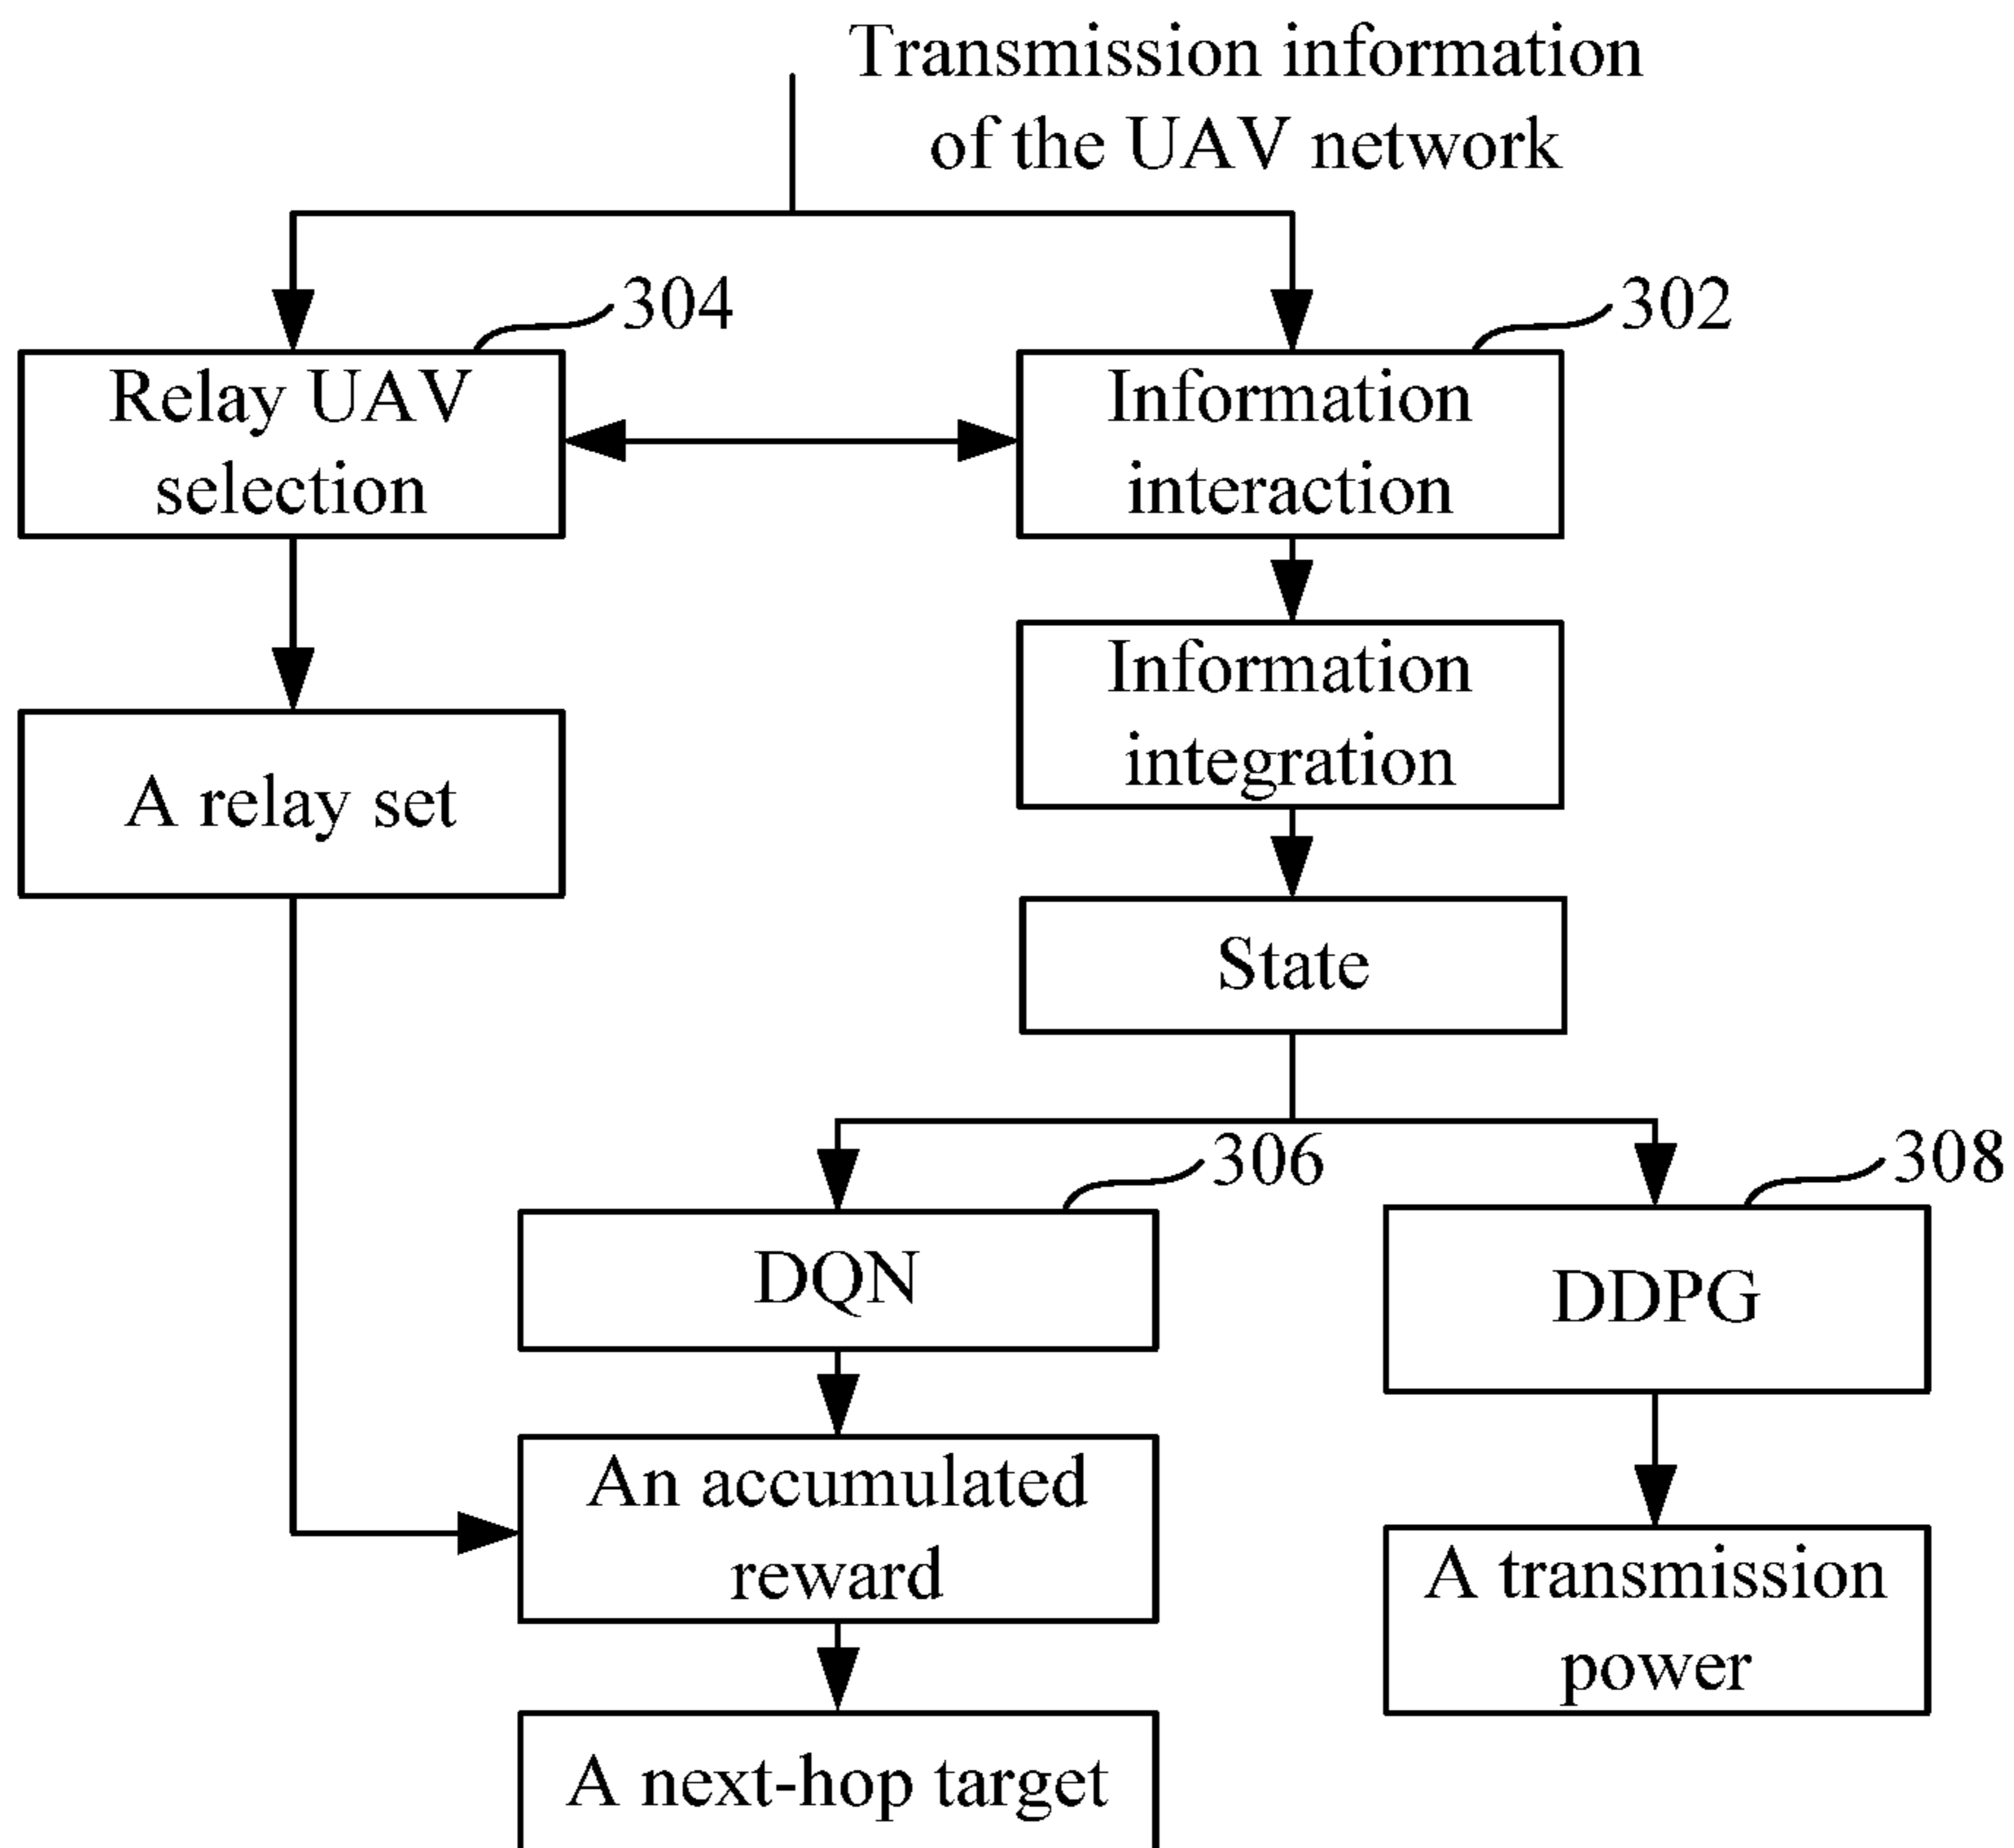 Transmission information
of the UAV network
304
302
Relay UAV
selection
Information
interaction
Information
integration
A relay set
State
306
308
DQN
DDPG
An accumulated
reward
A transmission
power
A next-hop target